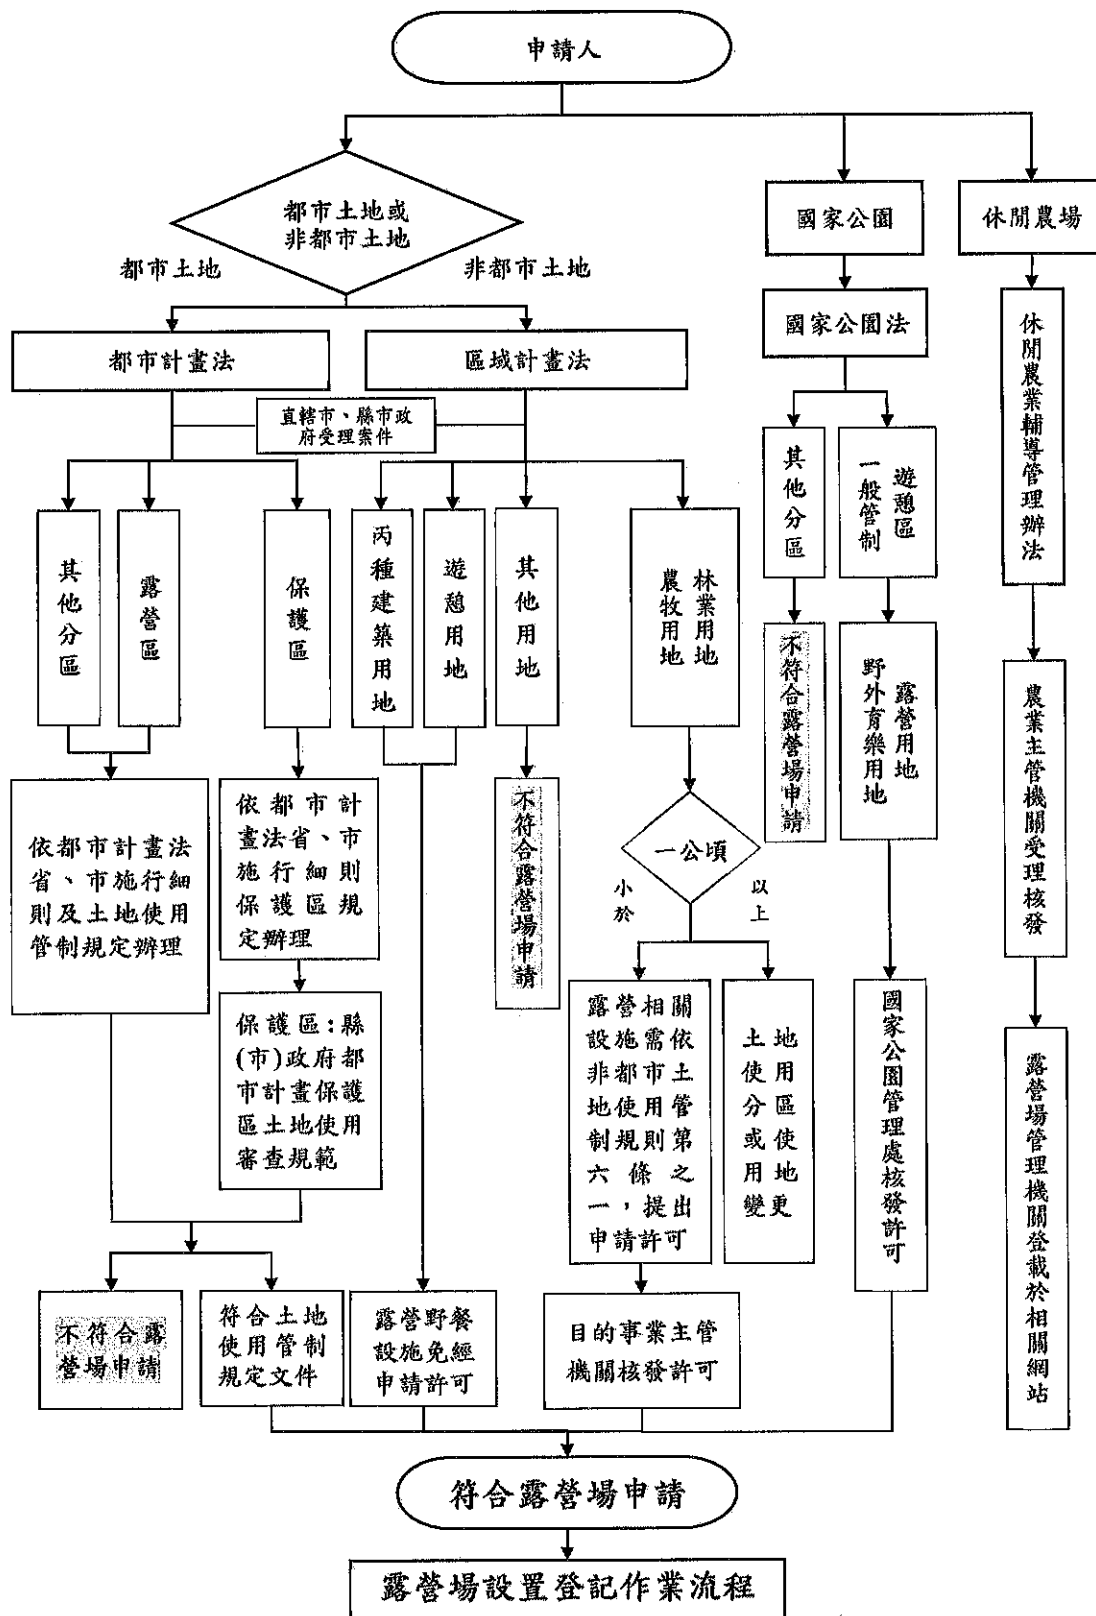 申請人
都市土地或
非都市土地
都市土地
非都市土地
國家公園
休閒農場
都市計畫法
區域計畫法
國家公園法
休閒農業輔導管理辦法
直轄市、縣市政
府受理案件
其他分區
露營區
保護區
丙種建築用地
遊憩用地
其他用地
林業用地
農牧用地
其他分區
遊憩區
一般管制
不符合露營場申請
露營用地
野外育樂用地
農業主管機關受理核發
依都市計畫法
省、市施行細
則及土地使用
管制規定辦理
依都市計
畫法省、市
施行細則
保護區規
定辦理
不符合露營場申請
一公頃
小於
以上
保護區：縣
(市)政府都
市計畫保護
區土地使用
審查規範
露營相關
設施需依
非都市土
地使用管
制規則第
六條之
一，提出
申請許可
土地
使用
分區
或使
用地
變更
國家公園管理處核發許可
露營場管理機關登載於相關網站
不符合露
營場申請
符合土地
使用管制
規定文件
露營野餐
設施免經
申請許可
目的事業主管
機關核發許可
符合露營場申請
露營場設置登記作業流程